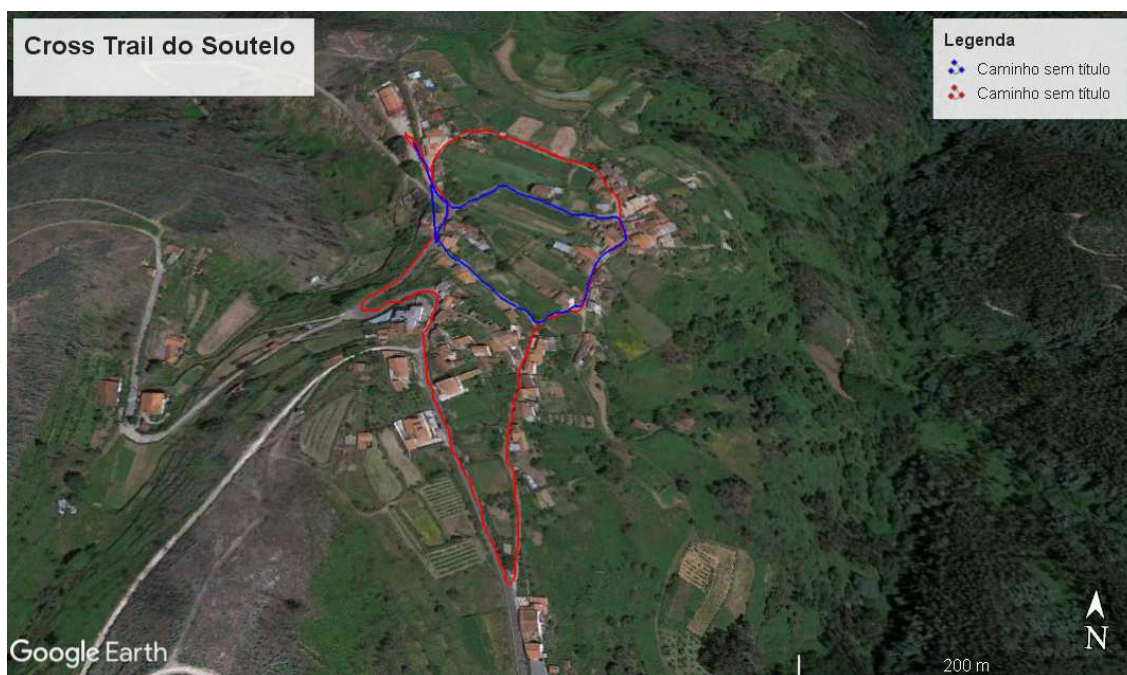 Cross Trail do Soutelo
Legenda
Caminho sem título
Caminho sem título
N
Google Earth
200 m